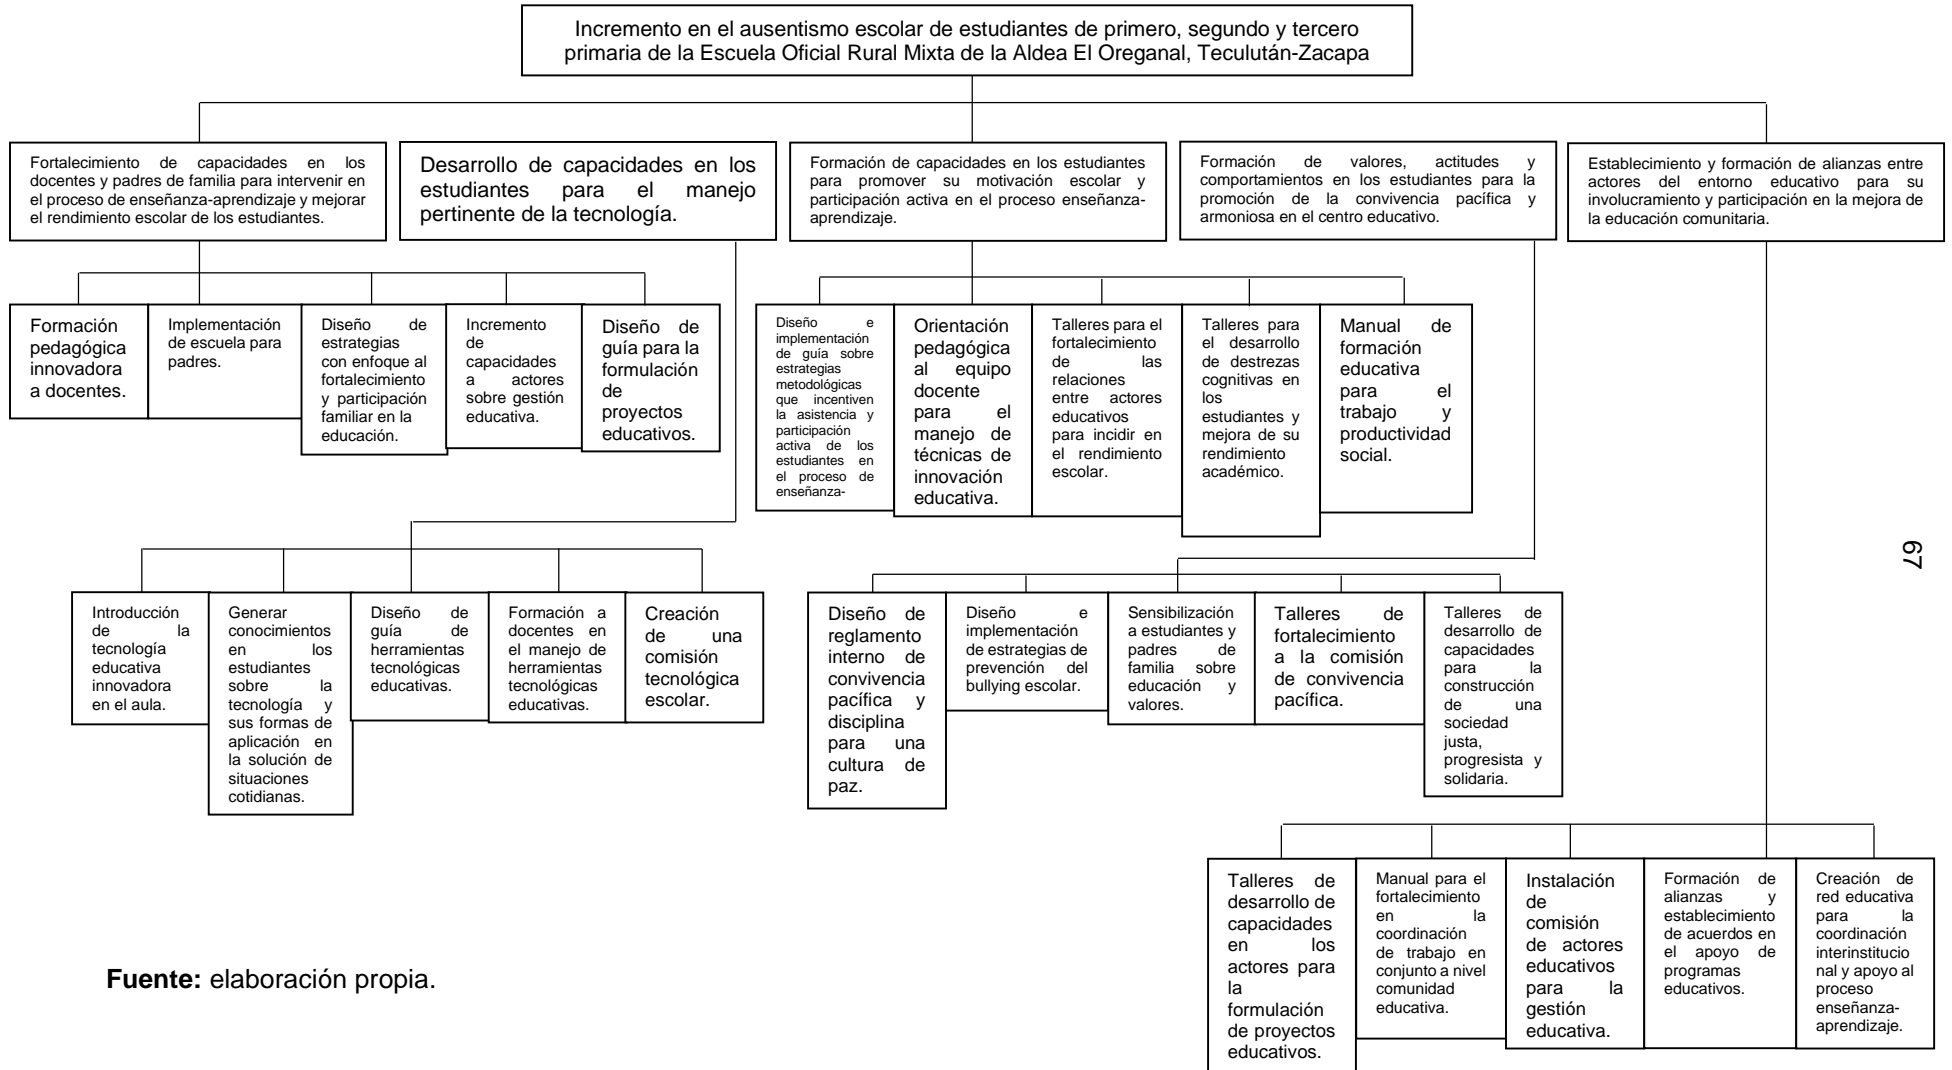 Incremento en el ausentismo escolar de estudiantes de primero, segundo y tercero
primaria de la Escuela Oficial Rural Mixta de la Aldea El Oreganal, Teculután-Zacapa
Fortalecimiento de capacidades en los
docentes y padres de familia para intervenir en
el proceso de enseñanza-aprendizaje y mejorar
el rendimiento escolar de los estudiantes.
Desarrollo de capacidades en los
estudiantes para el manejo
pertinente de la tecnología.
Formación de capacidades en los estudiantes
para promover su motivación escolar y
participación activa en el proceso enseñanza-
aprendizaje.
Formación de valores, actitudes y
comportamientos en los estudiantes para la
promoción de la convivencia pacífica y
armoniosa en el centro educativo.
Establecimiento y formación de alianzas entre
actores del entorno educativo para su
involucramiento y participación en la mejora de
la educación comunitaria.
Formación
pedagógica
innovadora
a docentes.
Implementación
de escuela para
padres.
Diseño de
estrategias
con enfoque al
fortalecimiento
y participación
familiar en la
educación.
Incremento
de
capacidades
a actores
sobre gestión
educativa.
Diseño de
guía para la
formulación
de
proyectos
educativos.
Diseño e
implementación
de guía sobre
estrategias
metodológicas
que incentiven
la asistencia y
participación
activa de los
estudiantes en
el proceso de
enseñanza-
Orientación
pedagógica
al equipo
docente
para el
manejo de
técnicas de
innovación
educativa.
Talleres para el
fortalecimiento
de las
relaciones
entre actores
educativos
para incidir en
el rendimiento
escolar.
Talleres para
el desarrollo
de destrezas
cognitivas en
los
estudiantes y
mejora de su
rendimiento
académico.
Manual de
formación
educativa
para el
trabajo y
productividad
social.
67
Introducción
de la
tecnología
educativa
innovadora
en el aula.
Generar
conocimientos
en los
estudiantes
sobre la
tecnología y
sus formas de
aplicación en
la solución de
situaciones
cotidianas.
Diseño de
guía de
herramientas
tecnológicas
educativas.
Formación a
docentes en
el manejo de
herramientas
tecnológicas
educativas.
Creación
de una
comisión
tecnológica
escolar.
Diseño de
reglamento
interno de
convivencia
pacífica y
disciplina
para una
cultura de
paz.
Diseño e
implementación
de estrategias de
prevención del
bullying escolar.
Sensibilización
a estudiantes y
padres de
familia sobre
educación y
valores.
Talleres de
fortalecimiento
a la comisión
de convivencia
pacífica.
Talleres de
desarrollo de
capacidades
para la
construcción
de una
sociedad
justa,
progresista y
solidaria.
Talleres de
desarrollo de
capacidades
en los
actores para
la
formulación
de proyectos
educativos.
Manual para el
fortalecimiento
en la
coordinación
de trabajo en
conjunto a nivel
comunidad
educativa.
Instalación
de
comisión
de actores
educativos
para la
gestión
educativa.
Formación de
alianzas y
establecimiento
de acuerdos en
el apoyo de
programas
educativos.
Creación de
red educativa
para la
coordinación
interinstitucio
nal y apoyo al
proceso
enseñanza-
aprendizaje.
Fuente: elaboración propia.